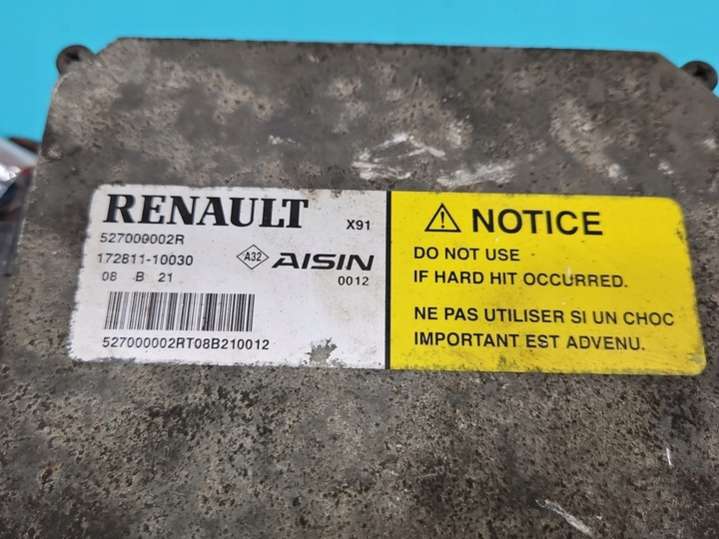 RENAULT X91
527000002R
172811-10030 A32 AISIN
08 B 21 0012
527000002RT08B210012
NOTICE
DO NOT USE
IF HARD HIT OCCURRED.
NE PAS UTILISER SI UN CHOC
IMPORTANT EST ADVENU.